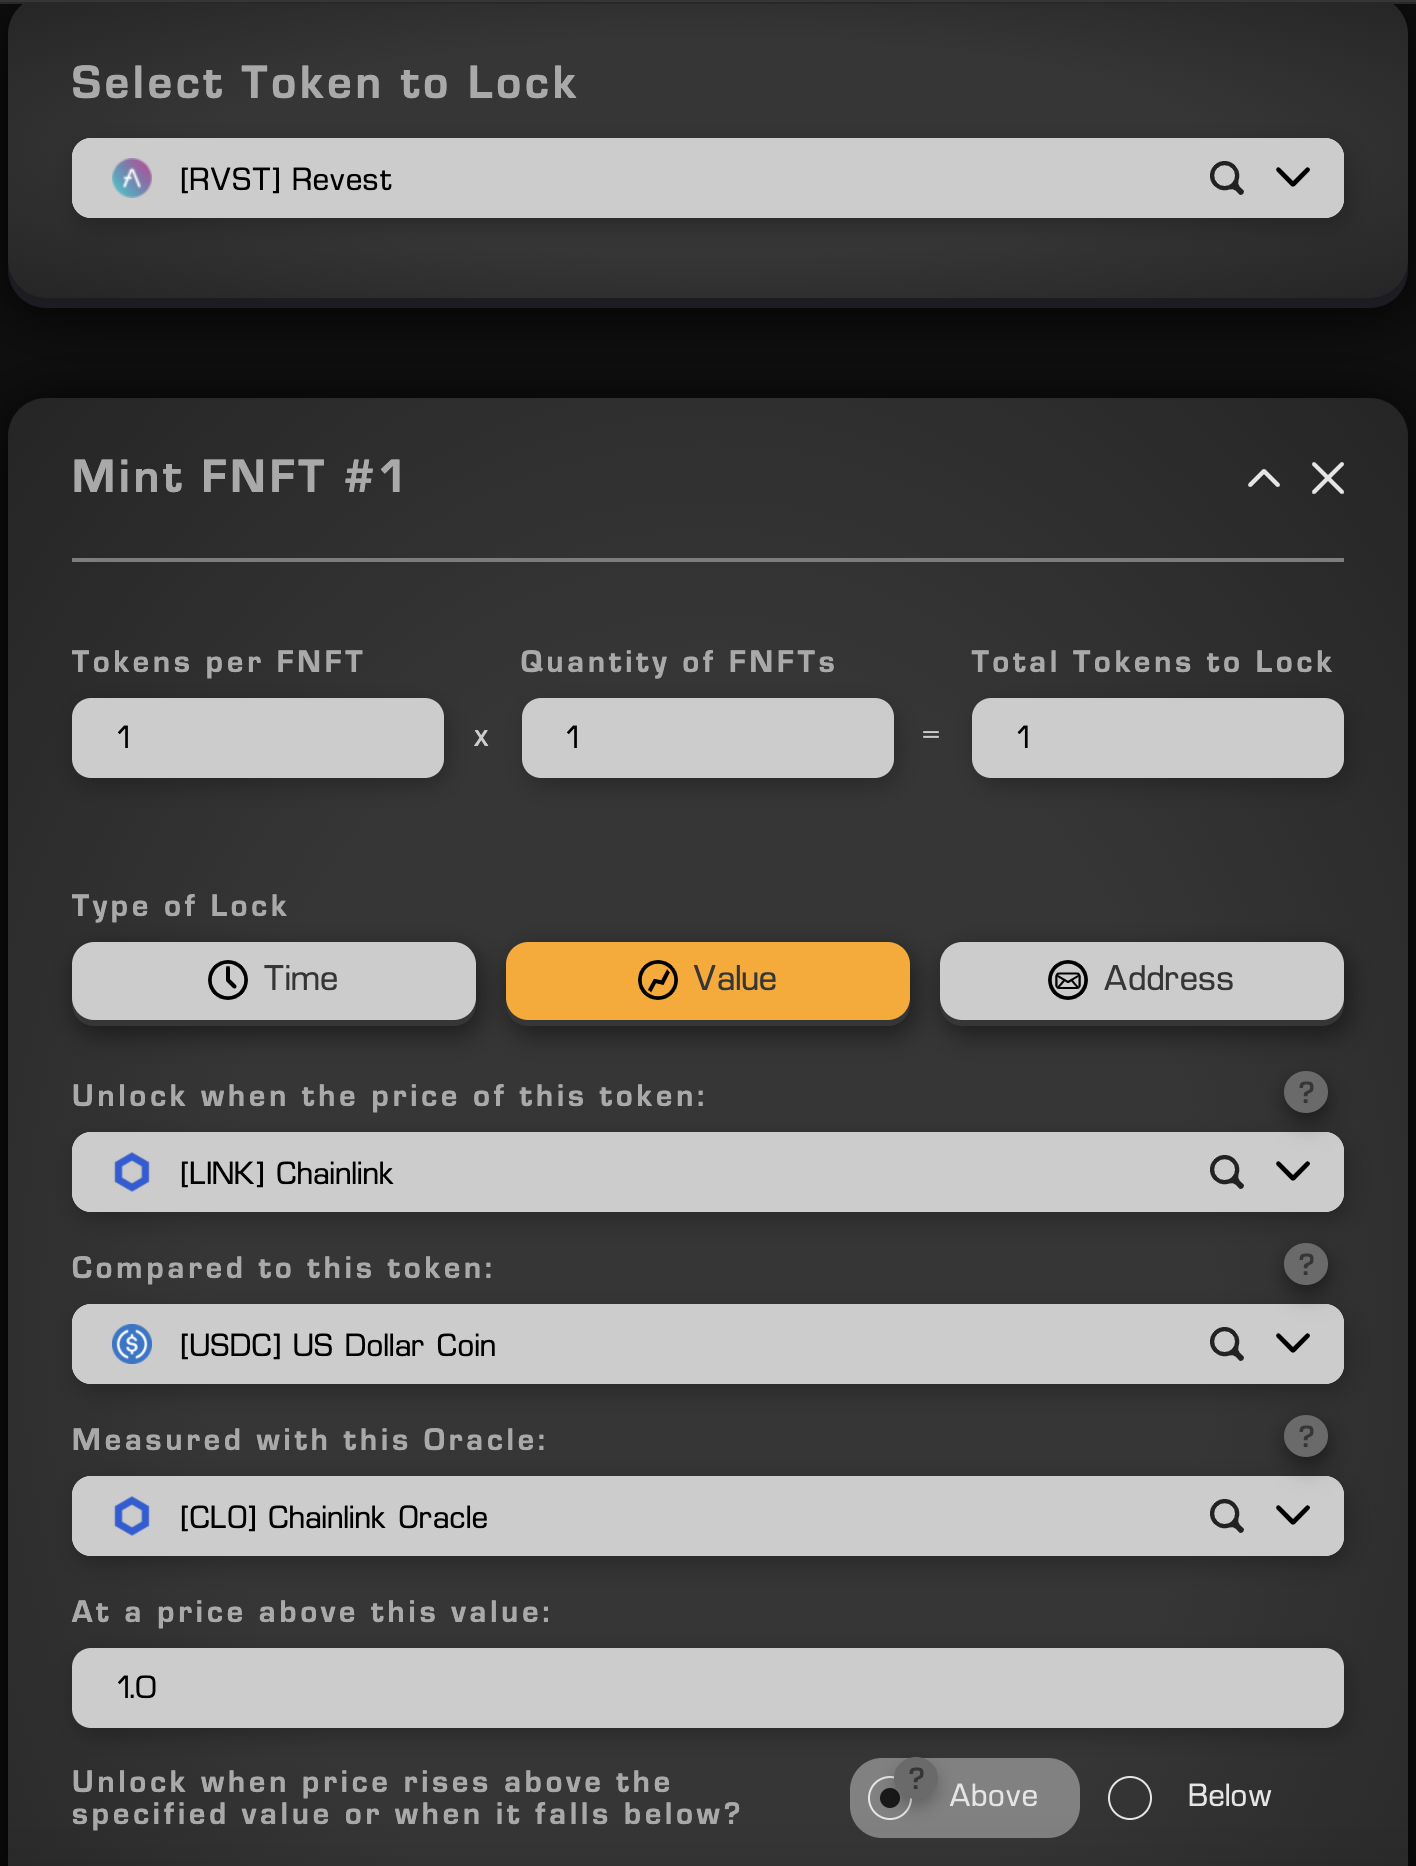 Select Token to Lock
[RVST] Revest
Mint FNFT #1
Tokens per FNFT
Quantity of FNFTs
Total Tokens to Lock
1 x 1 = 1
Type of Lock
Time
Value
Address
Unlock when the price of this token:
?
[LINK] Chainlink
Compared to this token:
?
[USDC] US Dollar Coin
Measured with this Oracle:
?
[CLO] Chainlink Oracle
At a price above this value:
1.0
Unlock when price rises above the
specified value or when it falls below?
?
Above
Below